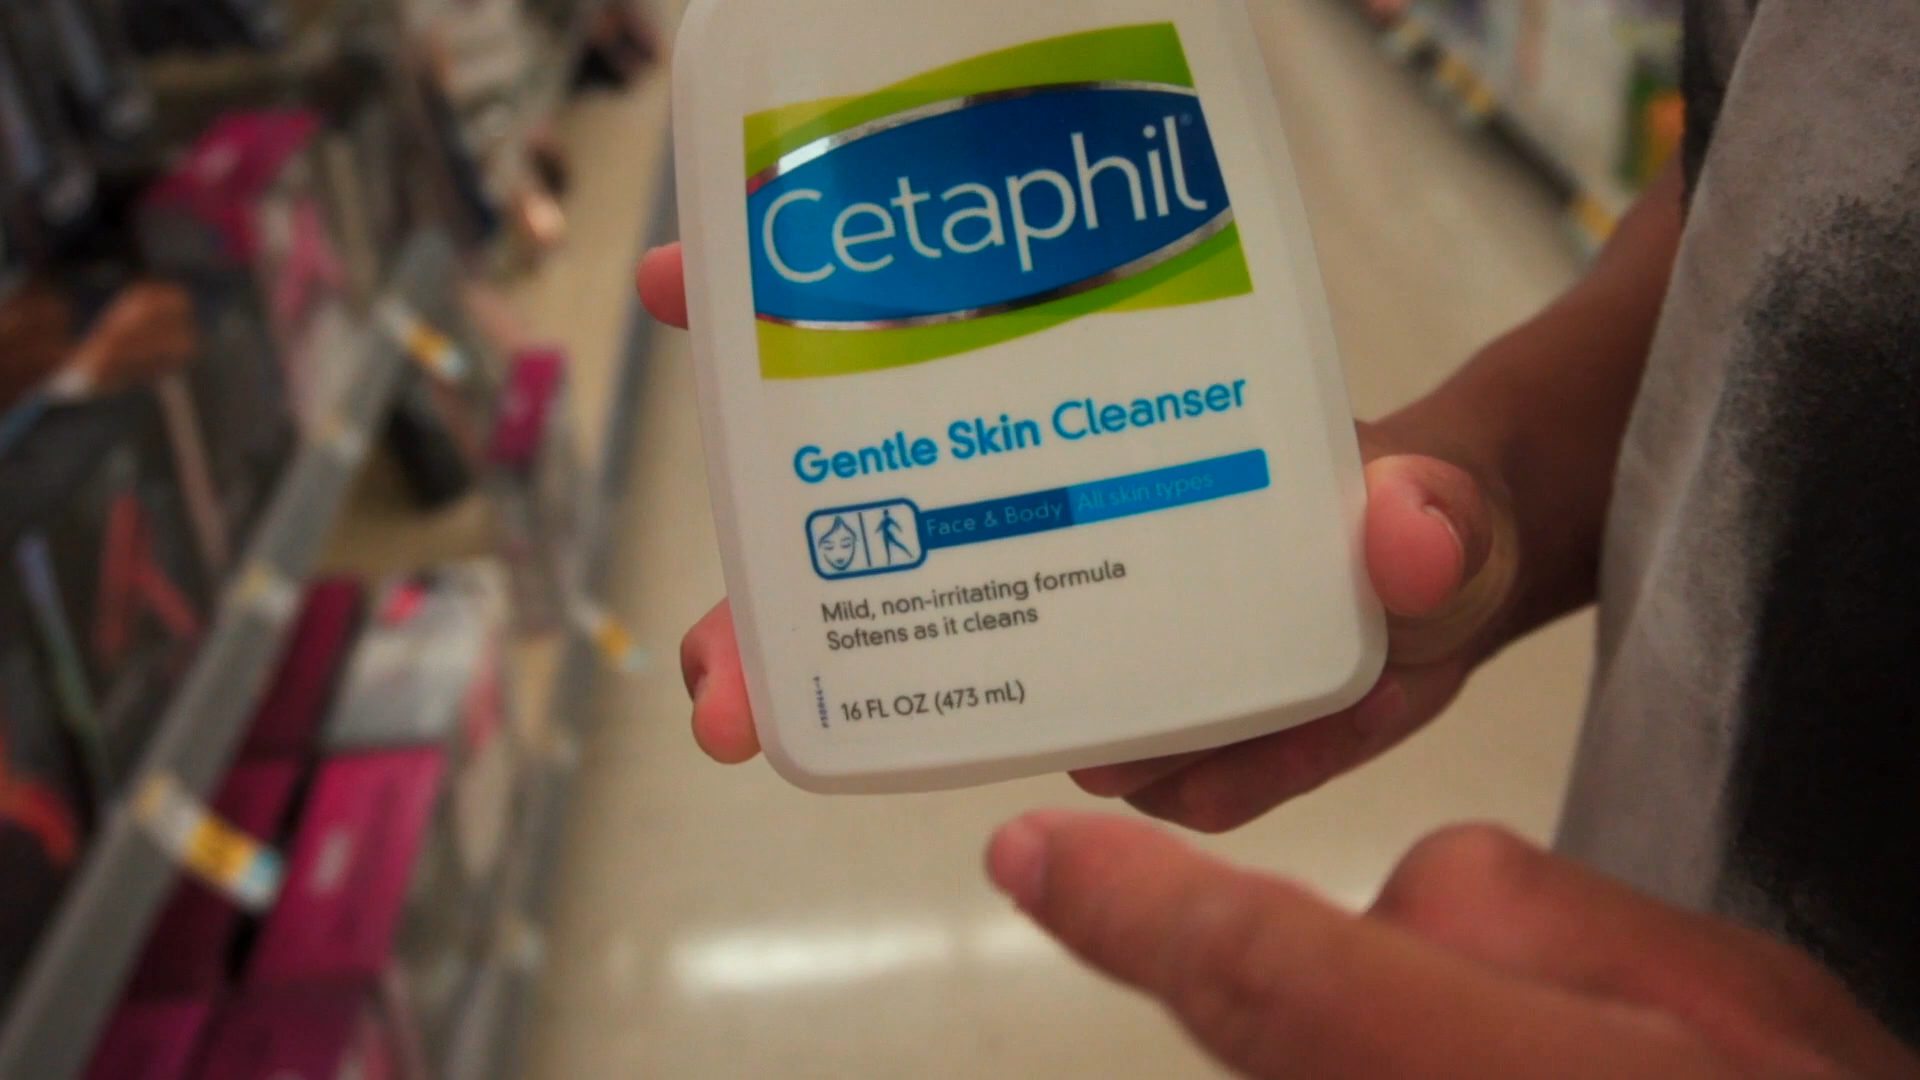 Cetaphil®
Gentle Skin Cleanser
Face & Body All skin types
Mild, non-irritating formula
Softens as it cleans
16 FL OZ (473 mL)